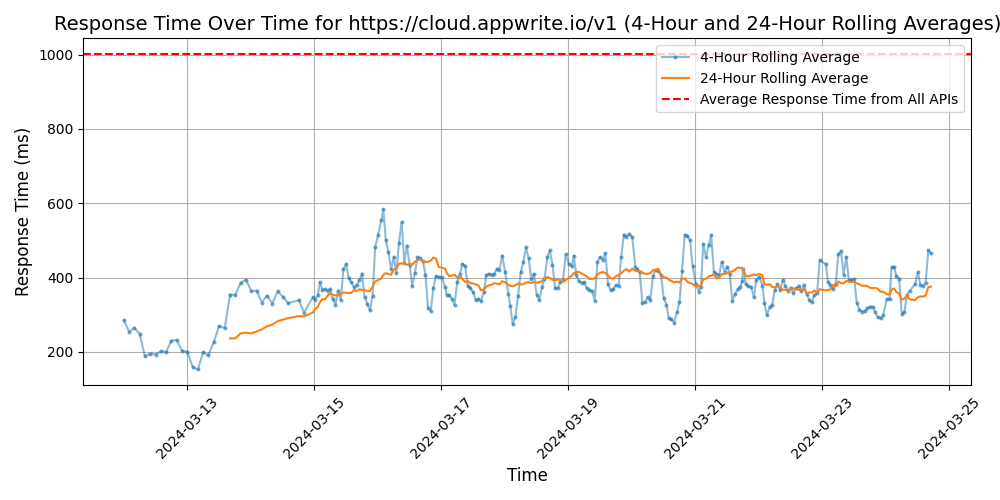 Response Time Over Time for https://cloud.appwrite.io/v1 (4-Hour and 24-Hour Rolling Averages)
4-Hour Rolling Average
24-Hour Rolling Average
Average Response Time from All APIs
Response Time (ms)
1000
800
600
400
200
2024-03-13
2024-03-15
2024-03-17
2024-03-19
2024-03-21
2024-03-23
2024-03-25
Time